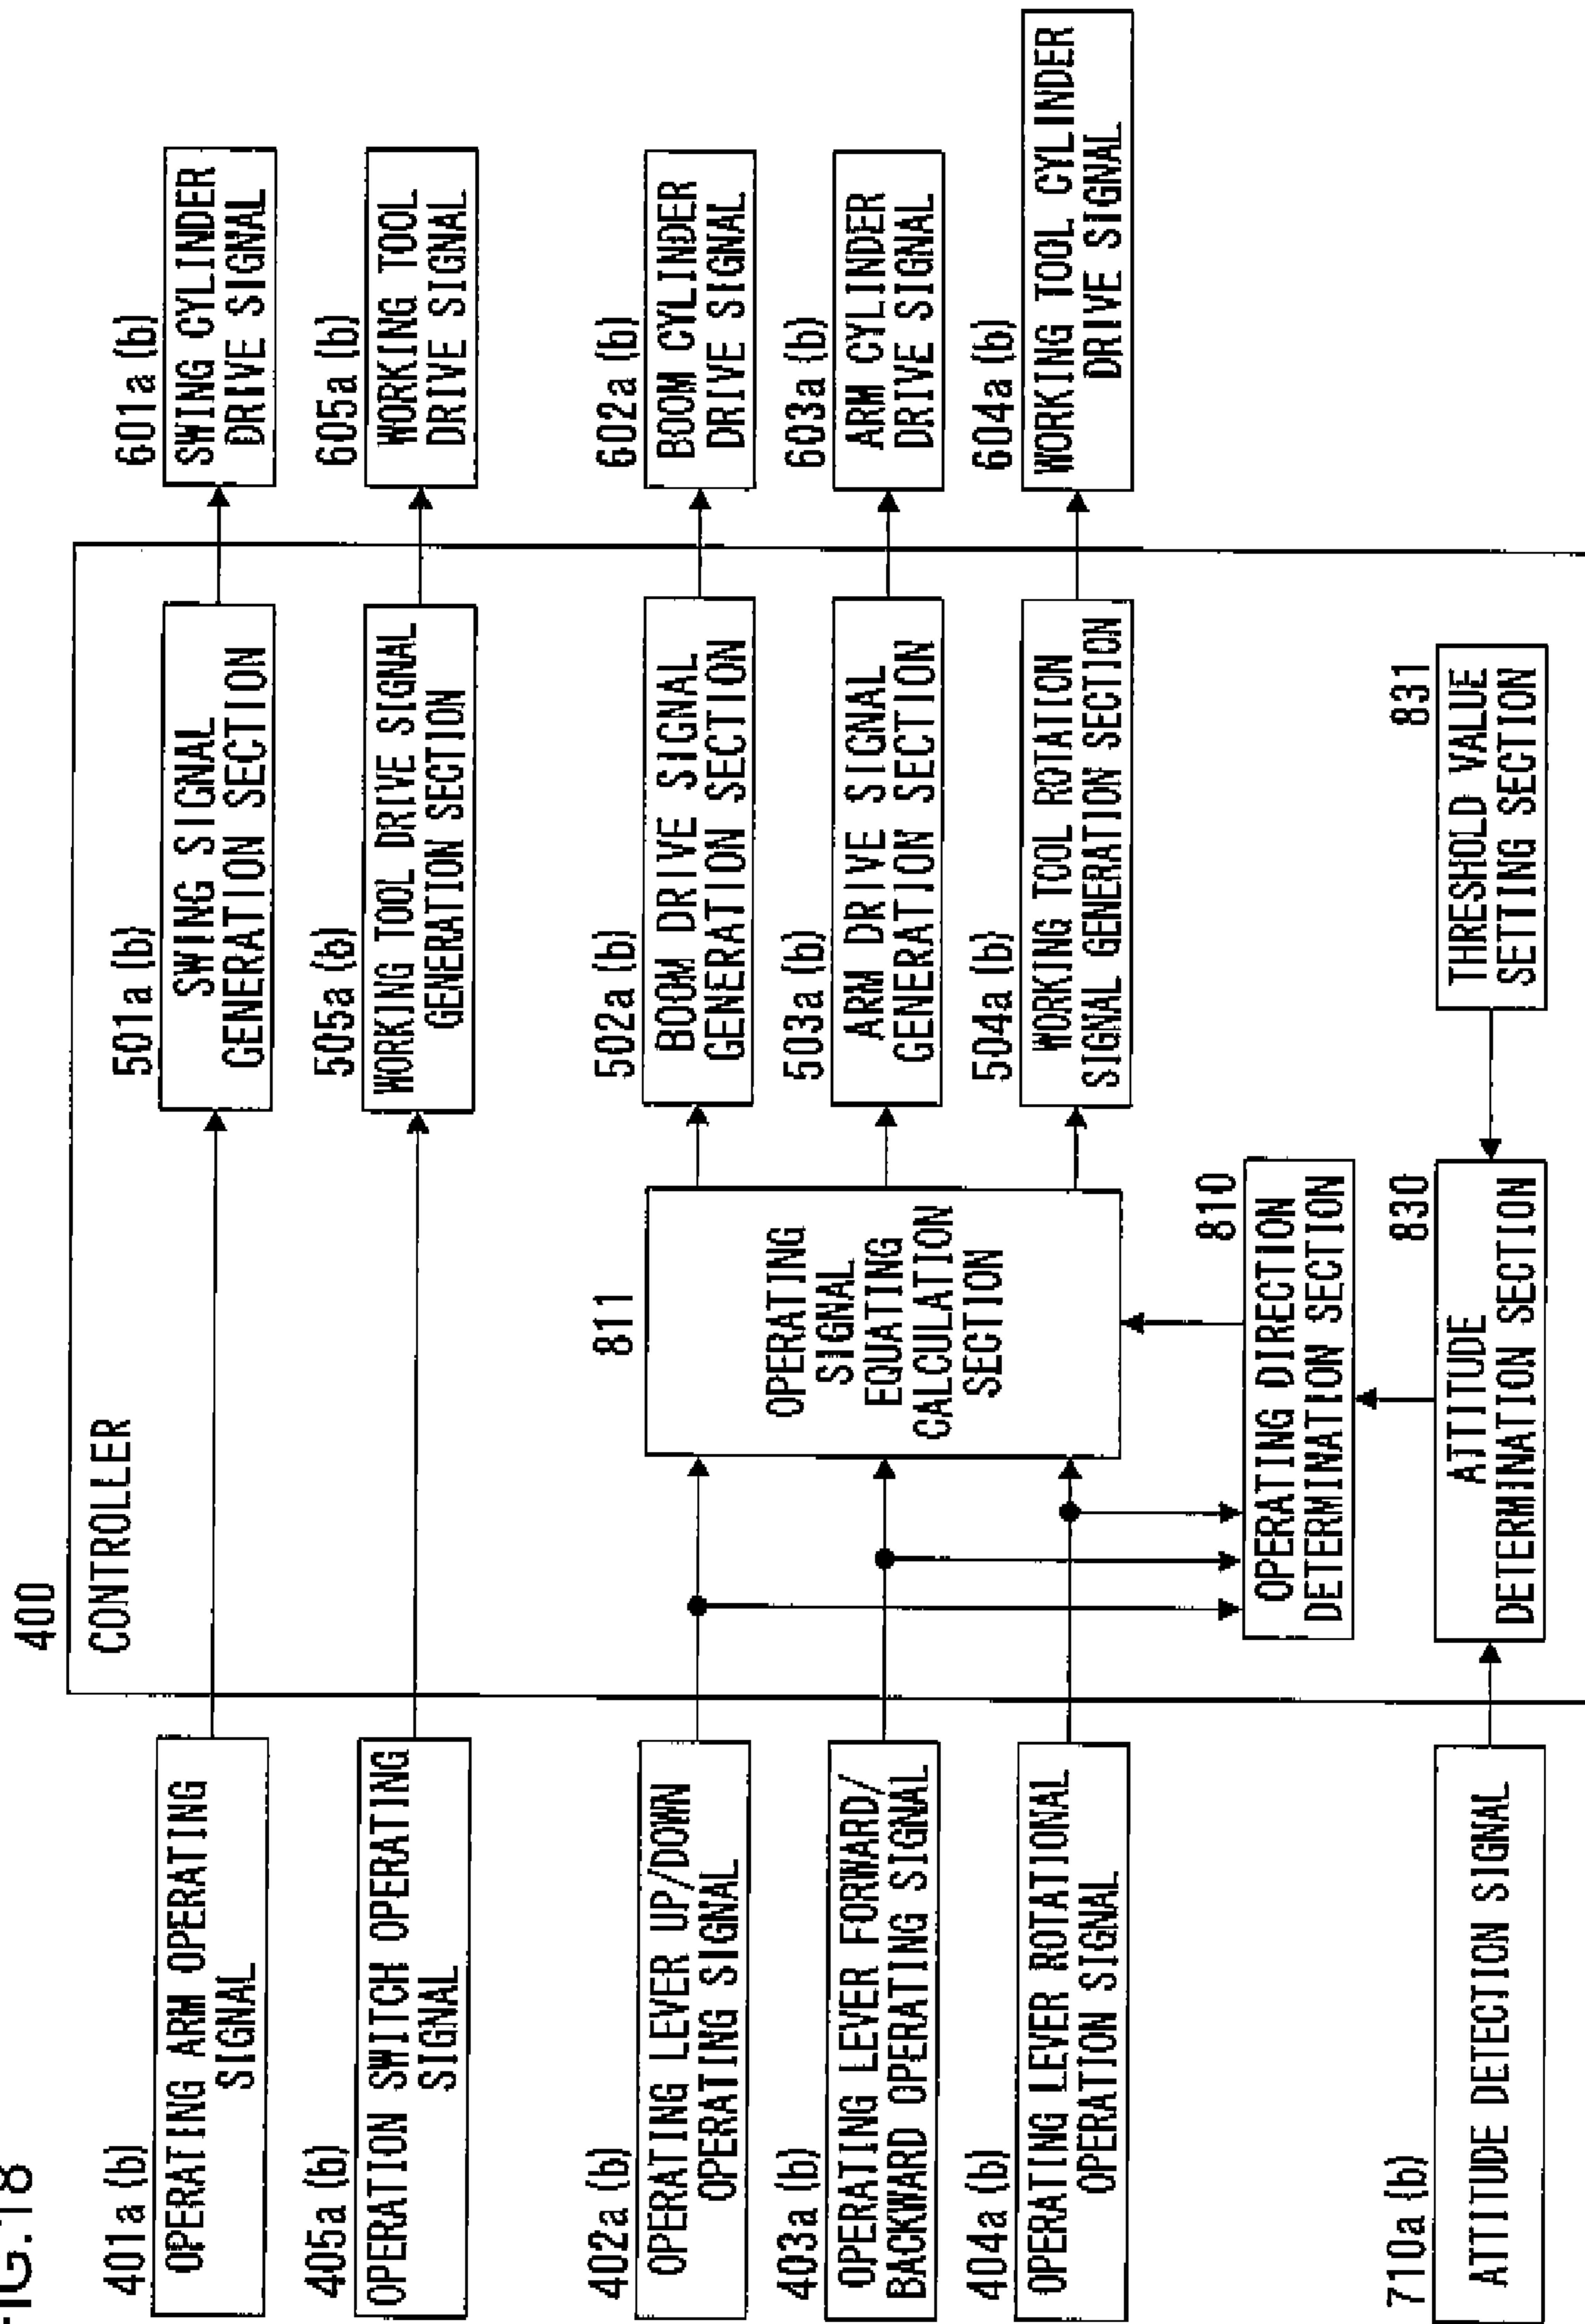 FIG.18
400
CONTROLLER
401a (b)
OPERATING ARM OPERATING
SIGNAL
501a (b)
SWING SIGNAL
GENERATION SECTION
601a (b)
SWING CYLINDER
DRIVE SIGNAL
405a (b)
OPERATION SWITCH OPERATING
SIGNAL
505a (b)
WORKING TOOL DRIVE SIGNAL
GENERATION SECTION
605a (b)
WORKING TOOL
DRIVE SIGNAL
402a (b)
OPERATING LEVER UP/DOWN
OPERATING SIGNAL
811
OPERATING
SIGNAL
EQUATING
CALCULATION
SECTION
502a (b)
BOOM DRIVE SIGNAL
GENERATION SECTION
602a (b)
BOOM CYLINDER
DRIVE SIGNAL
403a (b)
OPERATING LEVER FORWARD/
BACKWARD OPERATING SIGNAL
503a (b)
ARM DRIVE SIGNAL
GENERATION SECTION
603a (b)
ARM CYLINDER
DRIVE SIGNAL
404a (b)
OPERATING LEVER ROTATIONAL
OPERATION SIGNAL
504a (b)
WORKING TOOL ROTATION
SIGNAL GENERATION SECTION
604a (b)
WORKING TOOL CYLINDER
DRIVE SIGNAL
810
OPERATING DIRECTION
DETERMINATION SECTION
710a (b)
ATTITUDE DETECTION SIGNAL
830
ATTITUDE
DETERMINATION SECTION
831
THRESHOLD VALUE
SETTING SECTION